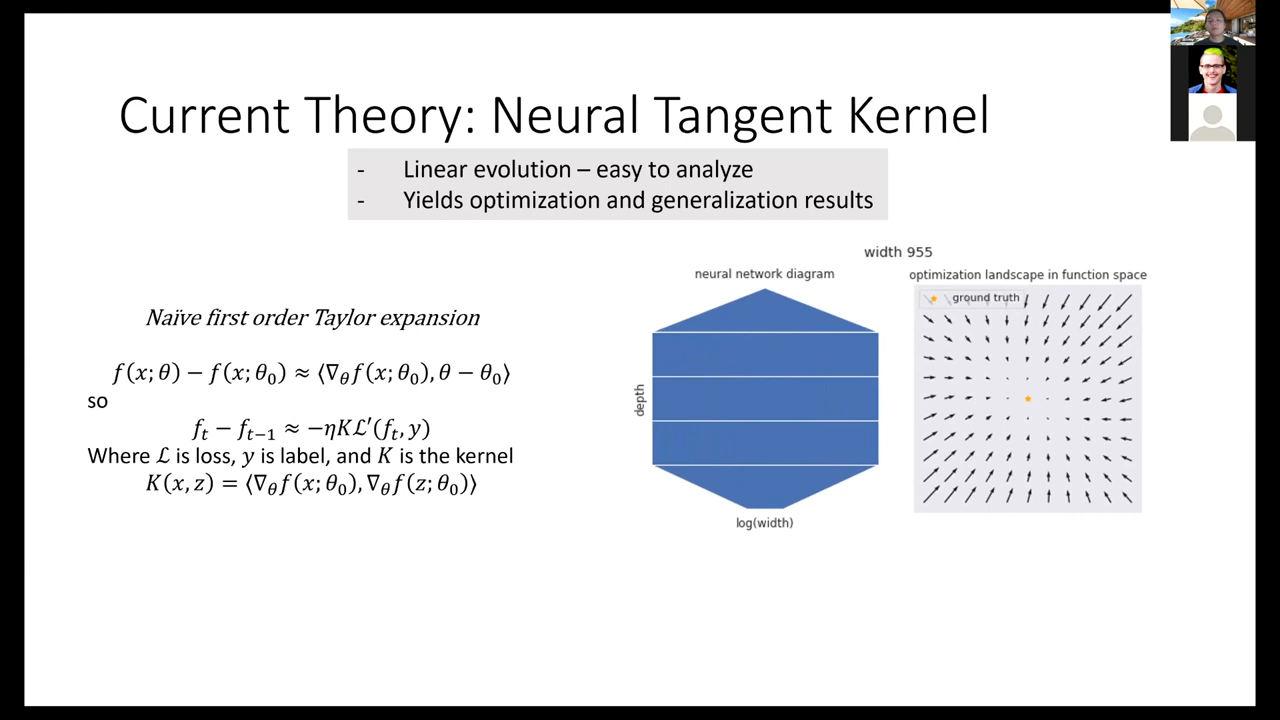 Current Theory: Neural Tangent Kernel
- Linear evolution – easy to analyze
- Yields optimization and generalization results
Naïve first order Taylor expansion
f(x; θ) − f(x; θ₀) ≈ ⟨∇_θ f(x; θ₀), θ − θ₀⟩
so
f_t − f_{t−1} ≈ −ηKℒ′(f_t, y)
Where ℒ is loss, y is label, and K is the kernel
K(x, z) = ⟨∇_θ f(x; θ₀), ∇_θ f(z; θ₀)⟩
width 955
neural network diagram
depth
log(width)
optimization landscape in function space
ground truth